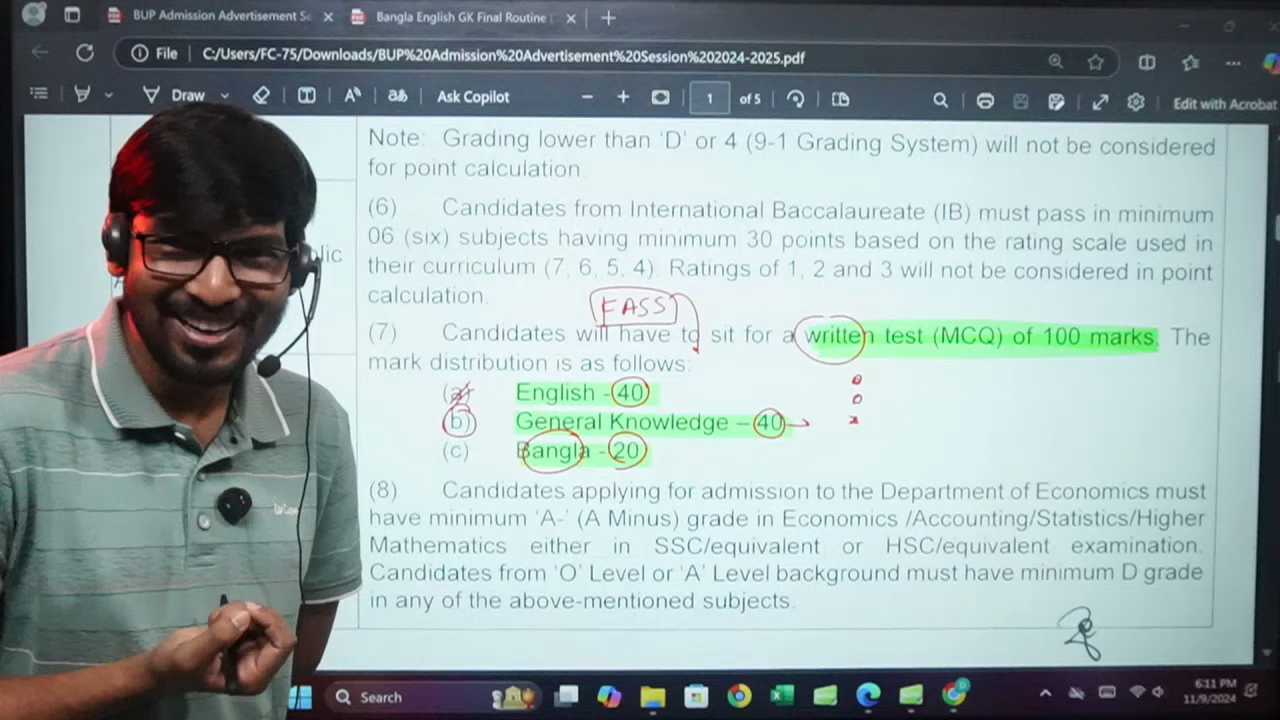 BUP Admission Advertisement Se
Bangla English GK Final Routine
File
C:/Users/FC-75/Downloads/BUP%20Admission%20Advertisement%20Session%202024-2025.pdf
Draw
Ask Copilot
1
of 5
Edit with Acrobat
Note: Grading lower than 'D' or 4 (9-1 Grading System) will not be considered
for point calculation.
(6) Candidates from International Baccalaureate (IB) must pass in minimum
06 (six) subjects having minimum 30 points based on the rating scale used in
their curriculum (7, 6, 5, 4). Ratings of 1, 2 and 3 will not be considered in point
calculation.
FASS
(7) Candidates will have to sit for a written test (MCQ) of 100 marks. The
mark distribution is as follows:
(a) English - 40
(b) General Knowledge – 40
(c) Bangla - 20
(8) Candidates applying for admission to the Department of Economics must
have minimum 'A-' (A Minus) grade in Economics /Accounting/Statistics/Higher
Mathematics either in SSC/equivalent or HSC/equivalent examination.
Candidates from 'O' Level or 'A' Level background must have minimum D grade
in any of the above-mentioned subjects.
Search
6:11 PM
11/9/2024